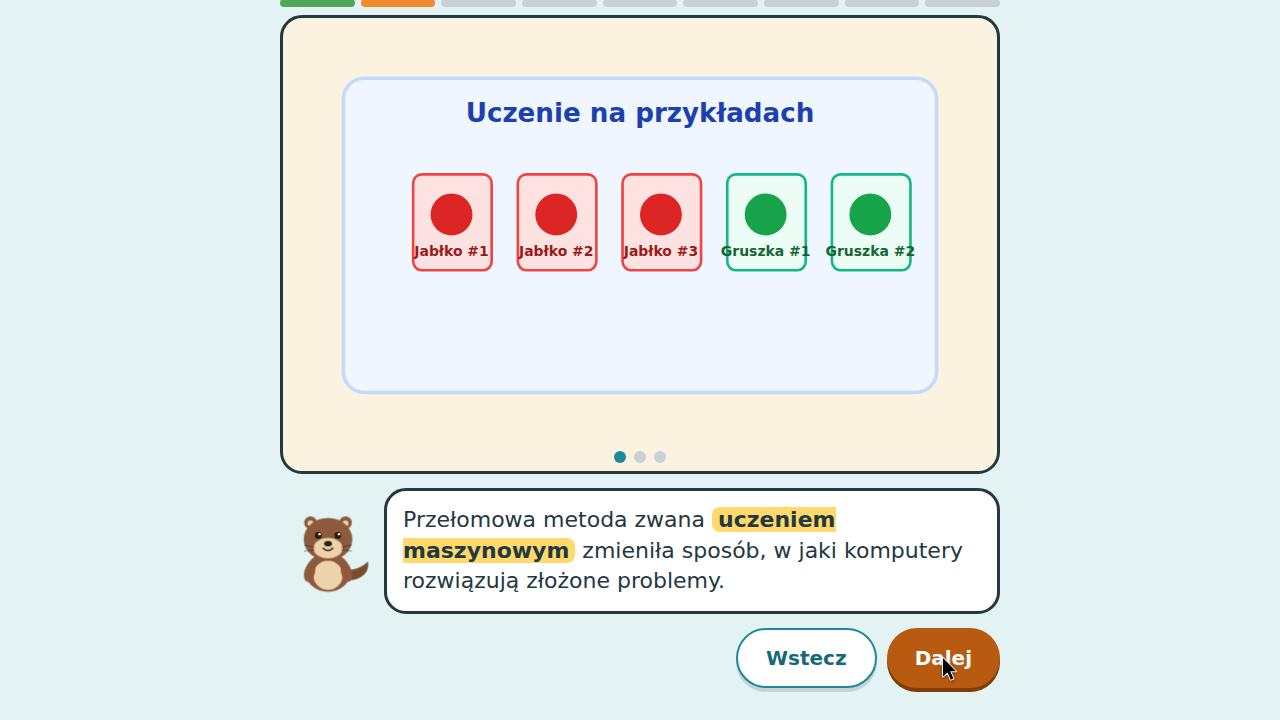 Uczenie na przykładach
Jabłko #1 Jabłko #2 Jabłko #3 Gruszka #1 Gruszka #2
Przełomowa metoda zwana uczeniem
maszynowym zmieniła sposób, w jaki komputery
rozwiązują złożone problemy.
Wstecz Dalej